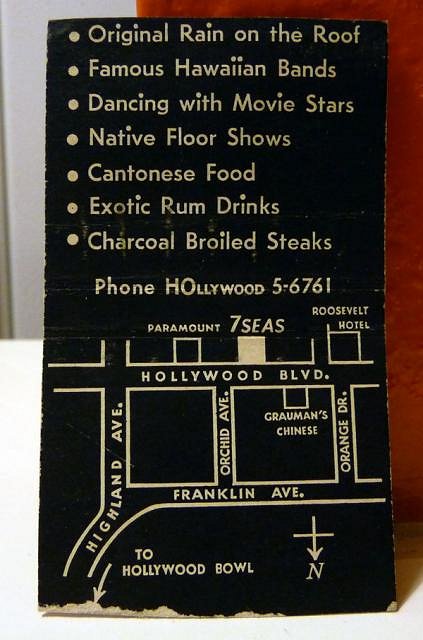 • Original Rain on the Roof
• Famous Hawaiian Bands
• Dancing with Movie Stars
• Native Floor Shows
• Cantonese Food
• Exotic Rum Drinks
• Charcoal Broiled Steaks
Phone HOLLYWOOD 5-6761
PARAMOUNT 7SEAS
ROOSEVELT
HOTEL
HOLLYWOOD BLVD.
HIGHLAND AVE.
ORCHID AVE.
GRAUMAN'S
CHINESE
ORANGE DR.
FRANKLIN AVE.
TO
HOLLYWOOD BOWL
N